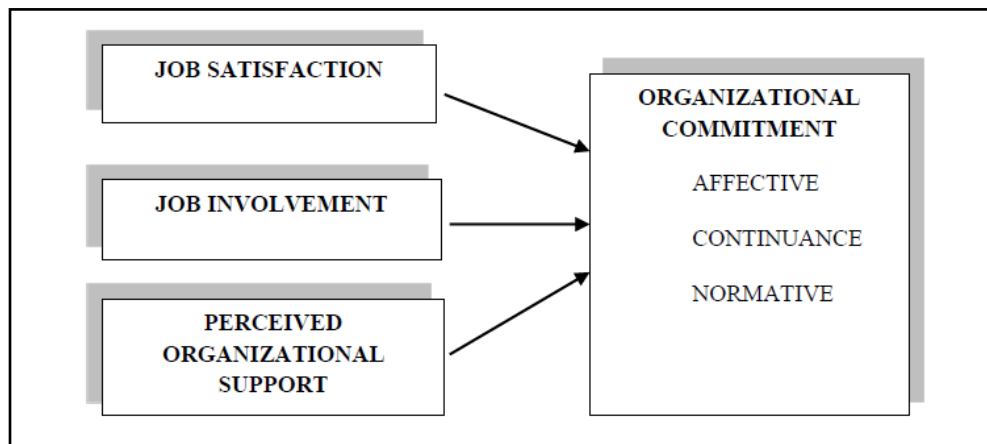 JOB SATISFACTION
JOB INVOLVEMENT
PERCEIVED
ORGANIZATIONAL
SUPPORT
ORGANIZATIONAL
COMMITMENT
AFFECTIVE
CONTINUANCE
NORMATIVE